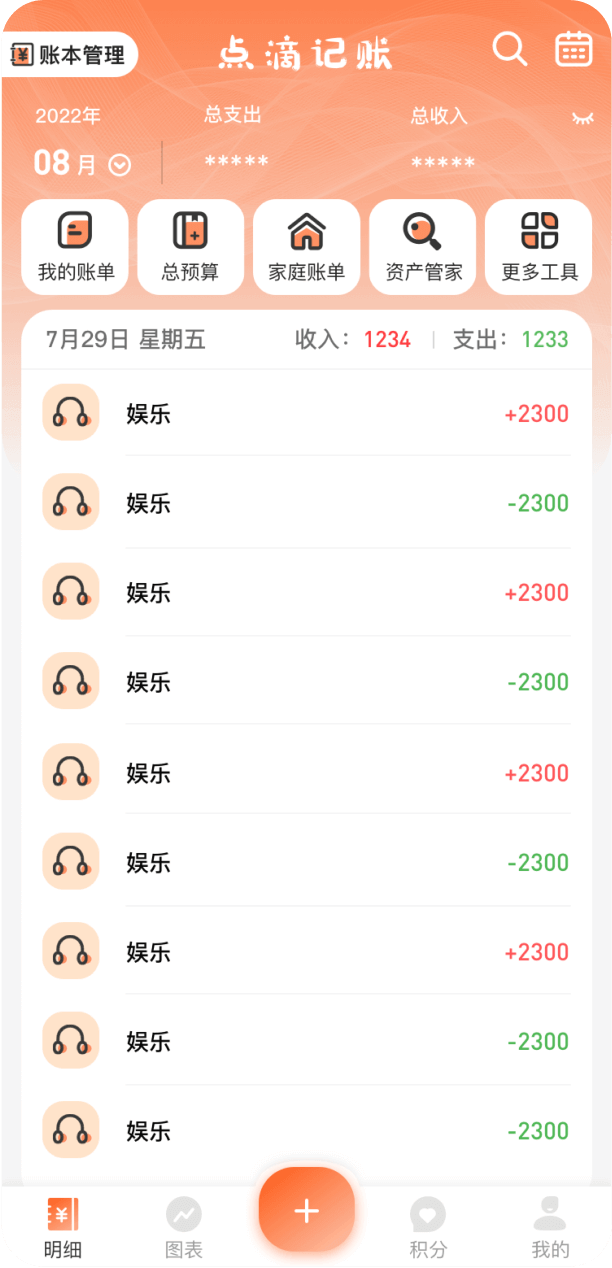 账本管理
点滴记账
2022年 总支出 总收入
08月 ***** *****
我的账单 总预算 家庭账单 资产管家 更多工具
7月29日 星期五 收入：1234 支出：1233
娱乐 +2300
娱乐 -2300
娱乐 +2300
娱乐 -2300
娱乐 +2300
娱乐 -2300
娱乐 +2300
娱乐 -2300
娱乐 -2300
明细 图表 + 积分 我的